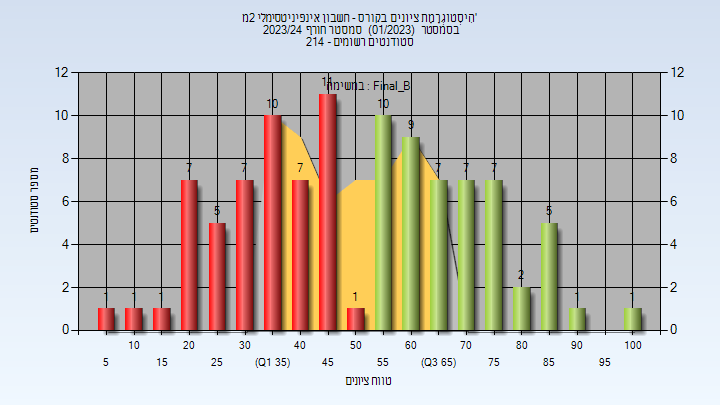 היסטוגרמת ציונים בקורס - חשבון אינפיניטסימלי 2מ'
בסמסטר (01/2023) סמסטר חורף 2023/24
סטודנטים רשומים - 214
במשימה : Final_B
12 12
10 10
8 8
6 6
4 4
2 2
0 0
1 1 1 7 5 7 10 7 11 1 10 9 7 7 7 2 5 1 1
מספר סטודנטים
10 20 30 40 50 60 70 80 90 100
5 15 25 (Q1 35) 45 55 (Q3 65) 75 85 95
טווח ציונים